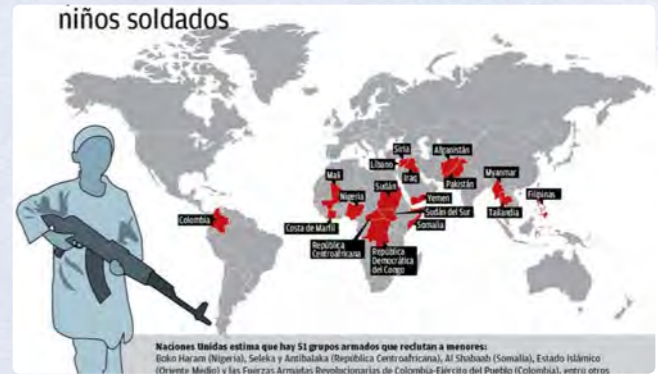 niños soldados
Siria
Afganistán
Líbano
Iraq
Mali
Pakistán
Myanmar
Nigeria
Sudán
Filipinas
Yemen
Colombia
Sudán del Sur
Tailandia
Costa de Marfil
Somalia
República
Centroafricana
República
Democrática
del Congo
Naciones Unidas estima que hay 51 grupos armados que reclutan a menores:
Boko Haram (Nigeria), Seleka y Antibalaka (República Centroafricana), Al Shabaab (Somalia), Estado Islámico
(Oriente Medio) y las Fuerzas Armadas Revolucionarias de Colombia-Ejército del Pueblo (Colombia), entro otros